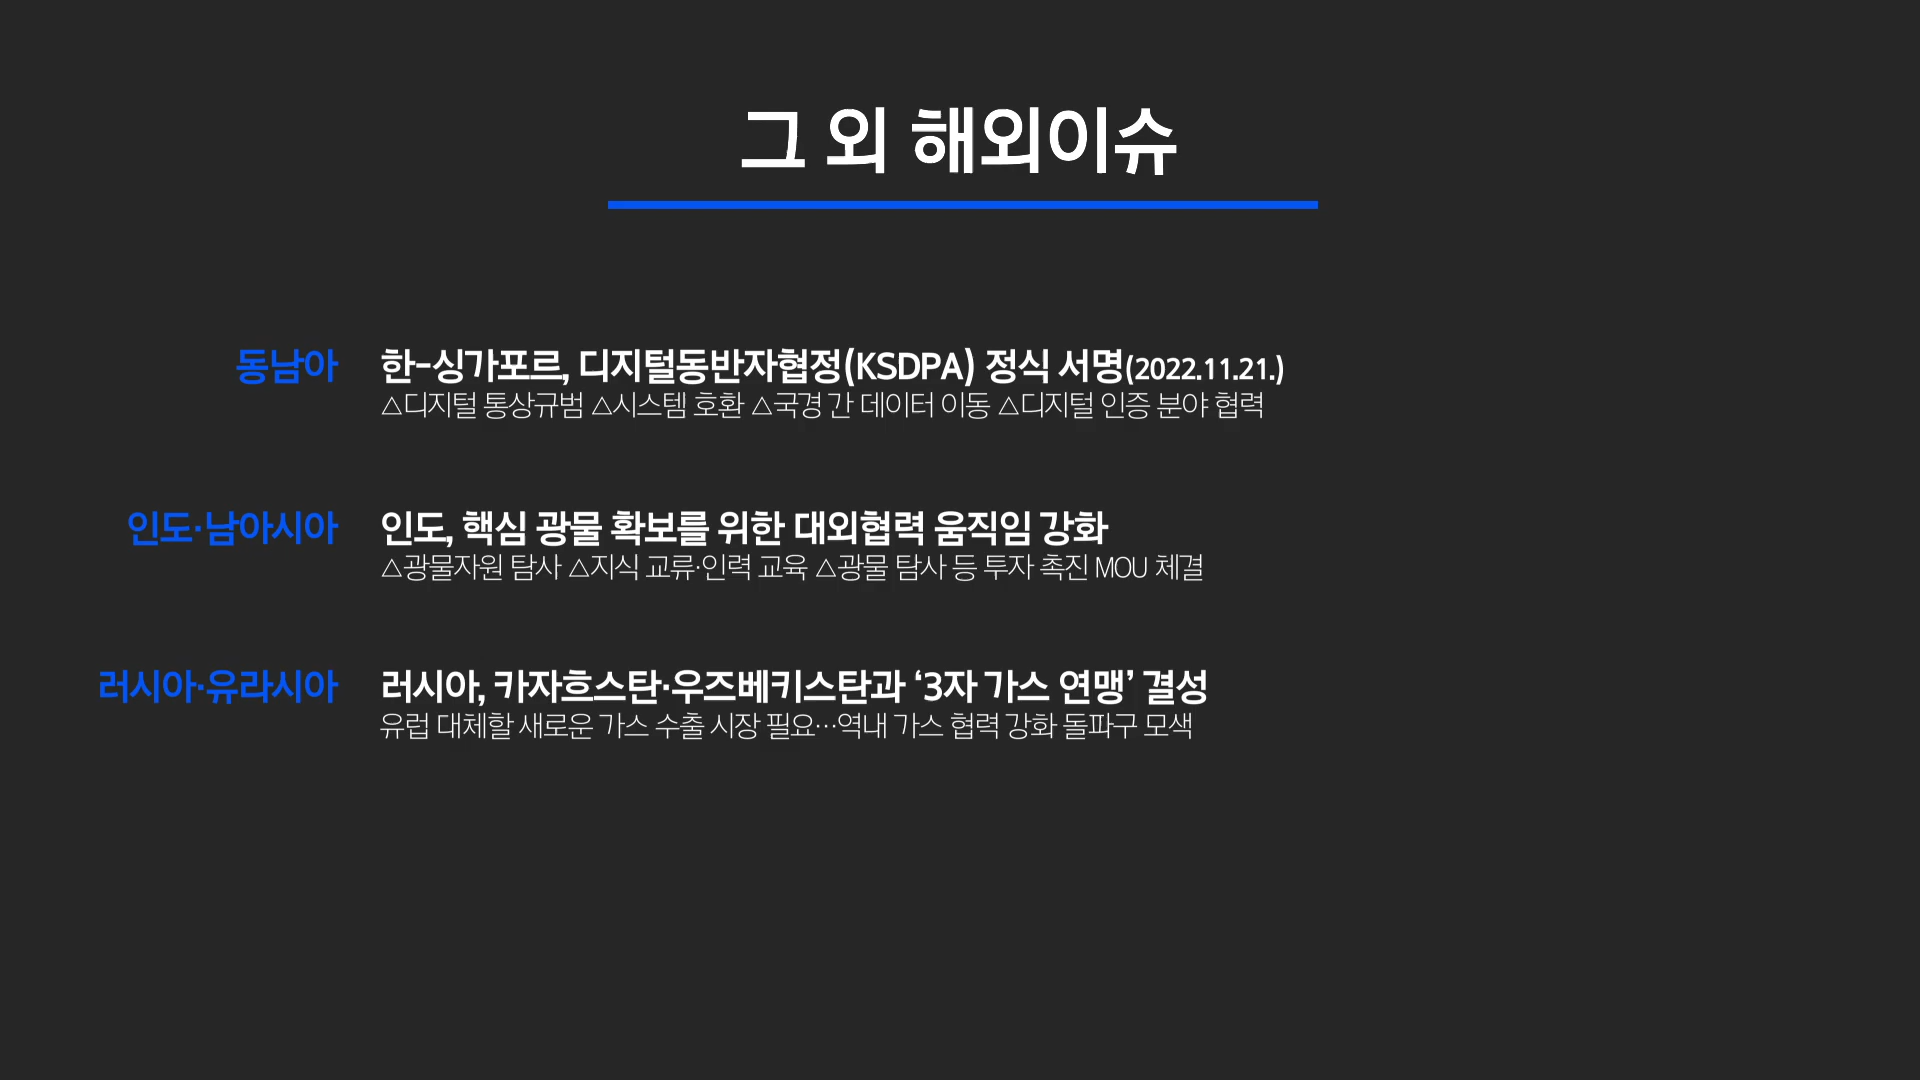 그 외 해외이슈
동남아 한-싱가포르, 디지털동반자협정(KSDPA) 정식 서명(2022.11.21.)
△디지털 통상규범 △시스템 호환 △국경 간 데이터 이동 △디지털 인증 분야 협력
인도·남아시아 인도, 핵심 광물 확보를 위한 대외협력 움직임 강화
△광물자원 탐사 △지식 교류·인력 교육 △광물 탐사 등 투자 촉진 MOU 체결
러시아·유라시아 러시아, 카자흐스탄·우즈베키스탄과 ‘3자 가스 연맹’ 결성
유럽 대체할 새로운 가스 수출 시장 필요…역내 가스 협력 강화 돌파구 모색